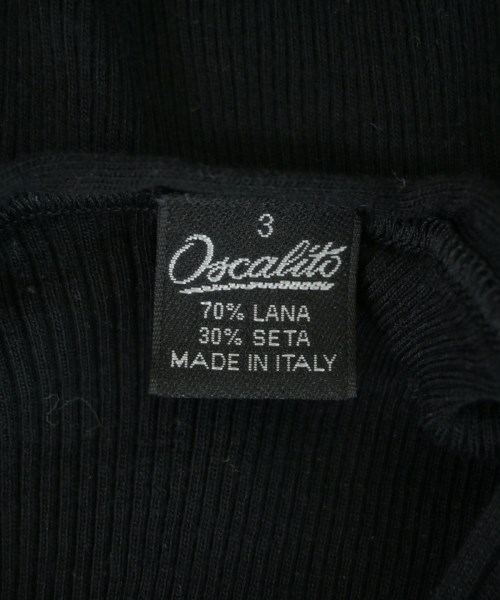 3
Oscalito
70% LANA
30% SETA
MADE IN ITALY